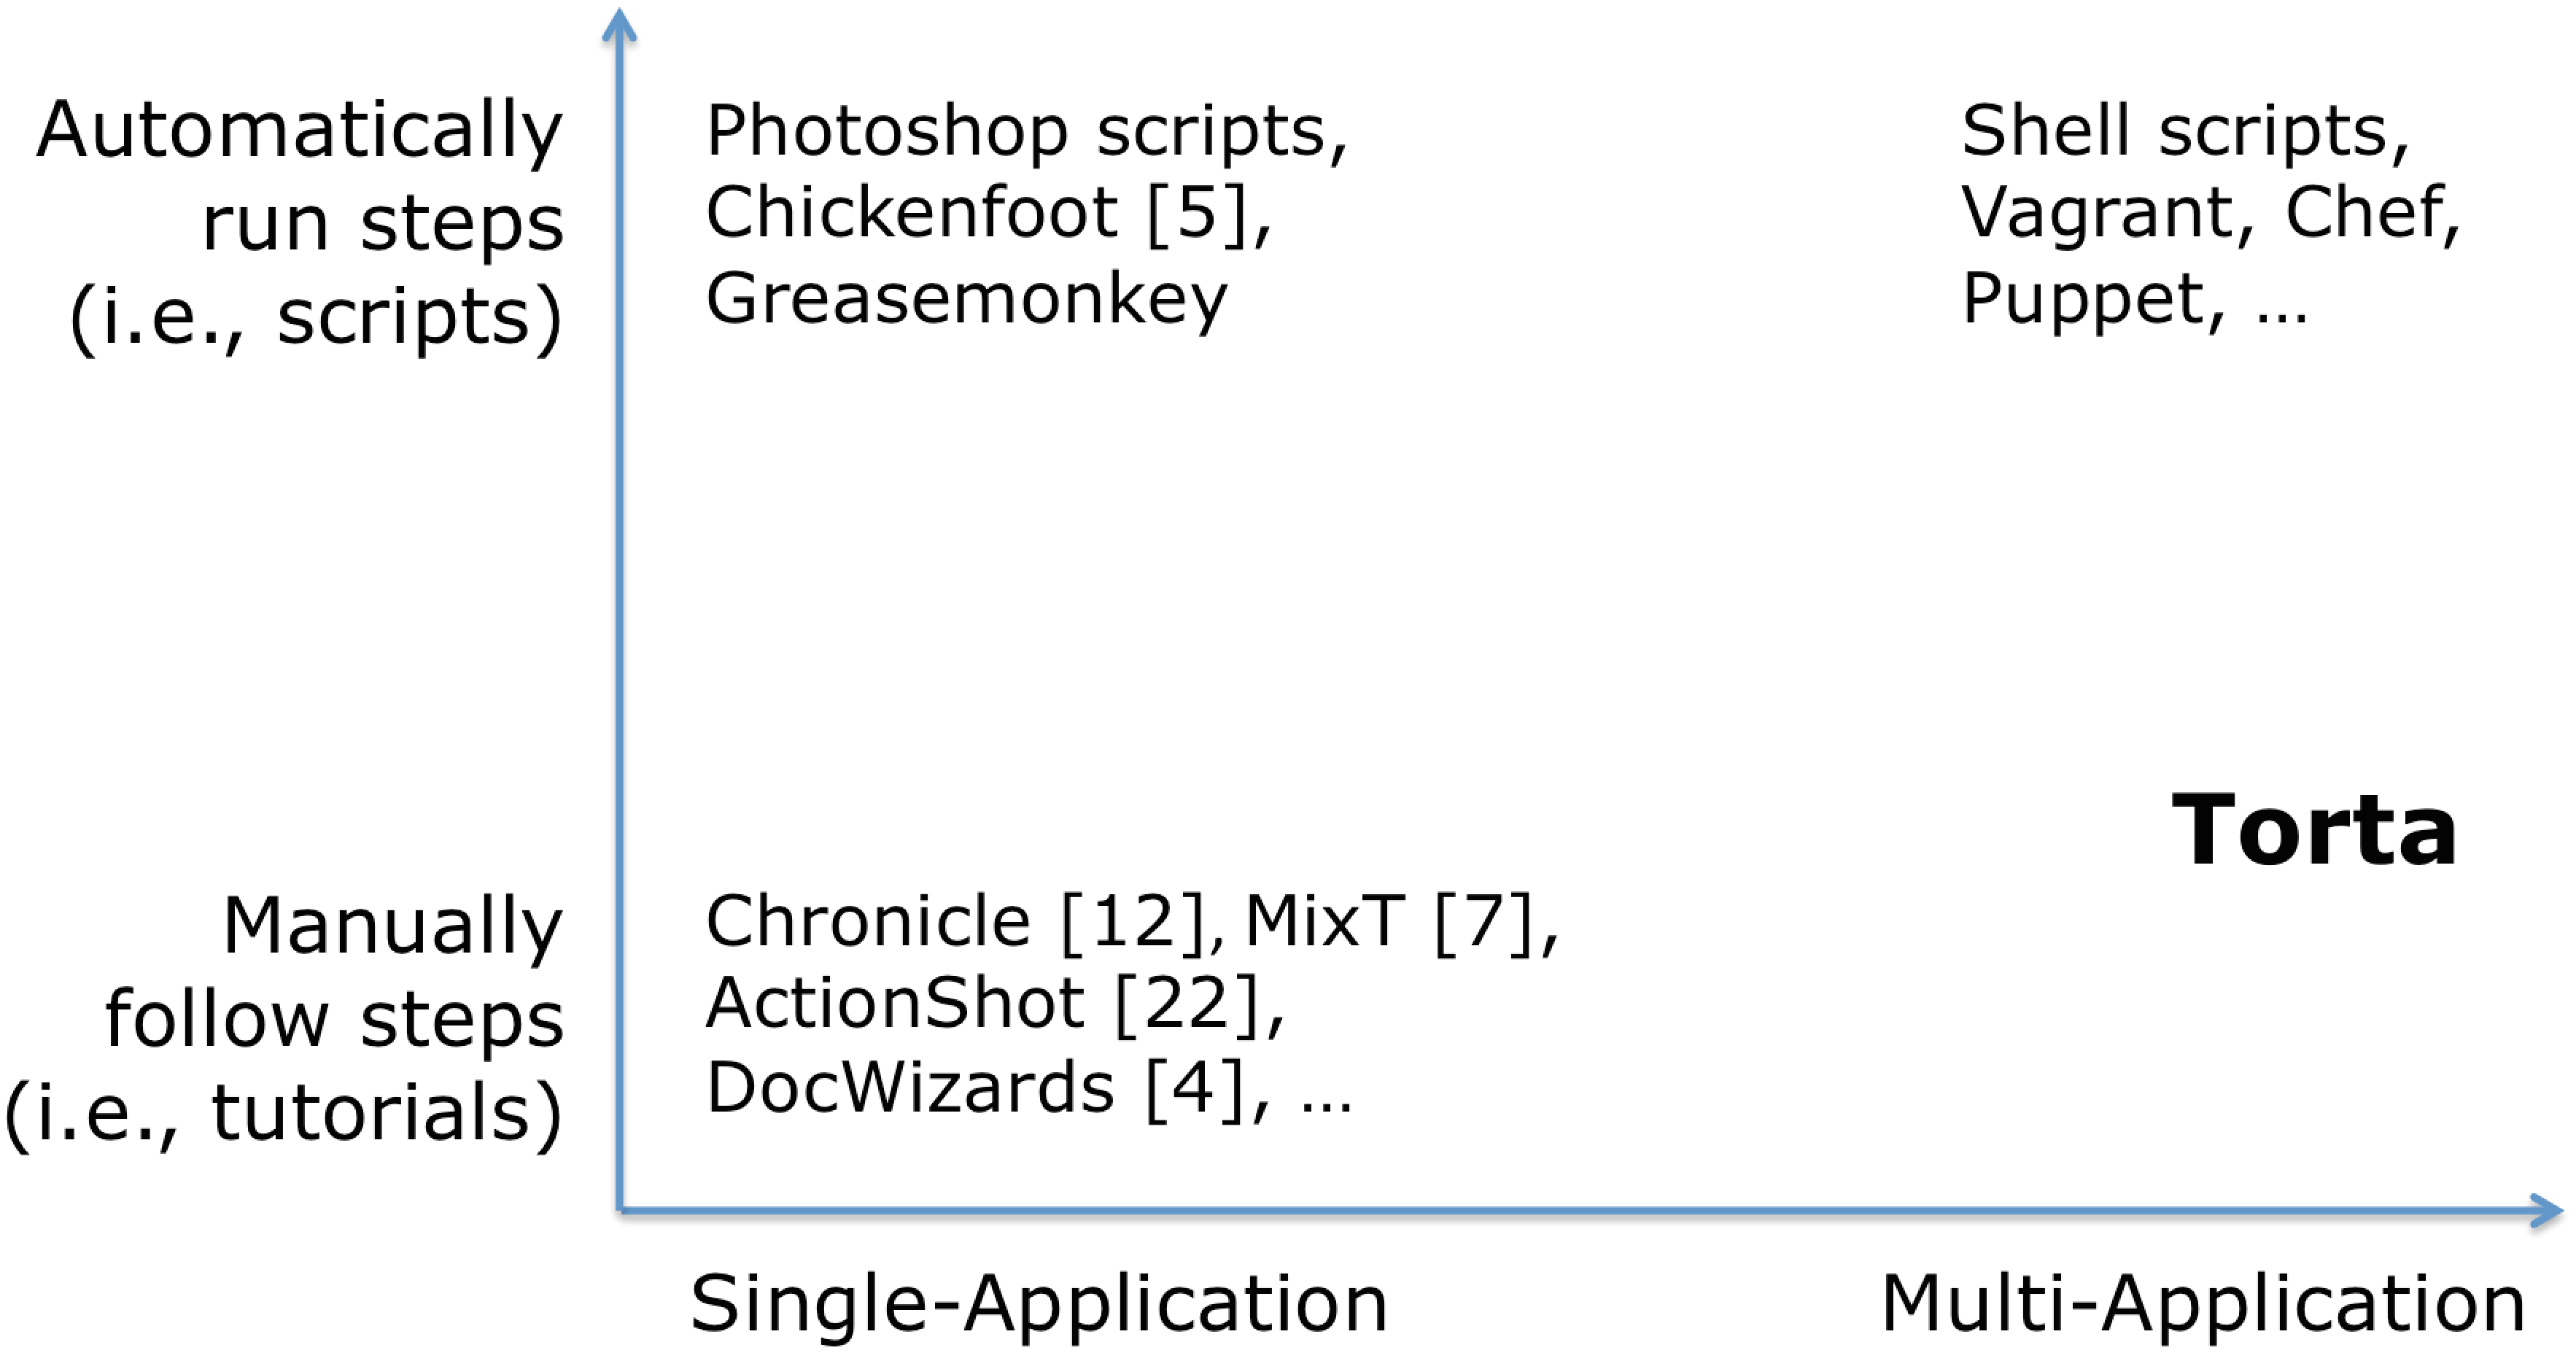 Automatically
run steps
(i.e., scripts)
Photoshop scripts,
Chickenfoot [5],
Greasemonkey
Shell scripts,
Vagrant, Chef,
Puppet, ...
Torta
Manually
follow steps
(i.e., tutorials)
Chronicle [12], MixT [7],
ActionShot [22],
DocWizards [4], ...
Single-Application
Multi-Application